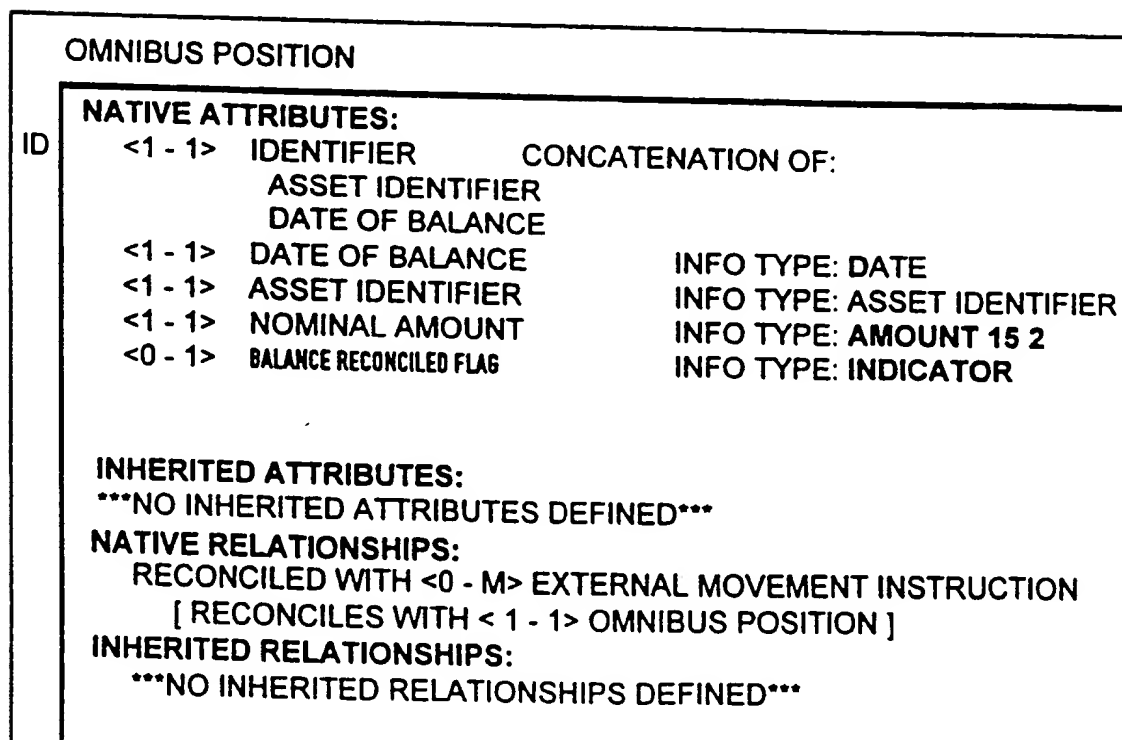 OMNIBUS POSITION
NATIVE ATTRIBUTES:
ID <1 - 1> IDENTIFIER CONCATENATION OF:
ASSET IDENTIFIER
DATE OF BALANCE
<1 - 1> DATE OF BALANCE INFO TYPE: DATE
<1 - 1> ASSET IDENTIFIER INFO TYPE: ASSET IDENTIFIER
<1 - 1> NOMINAL AMOUNT INFO TYPE: AMOUNT 15 2
<0 - 1> BALANCE RECONCILED FLAG INFO TYPE: INDICATOR
INHERITED ATTRIBUTES:
***NO INHERITED ATTRIBUTES DEFINED***
NATIVE RELATIONSHIPS:
RECONCILED WITH <0 - M> EXTERNAL MOVEMENT INSTRUCTION
[ RECONCILES WITH < 1 - 1> OMNIBUS POSITION ]
INHERITED RELATIONSHIPS:
***NO INHERITED RELATIONSHIPS DEFINED***